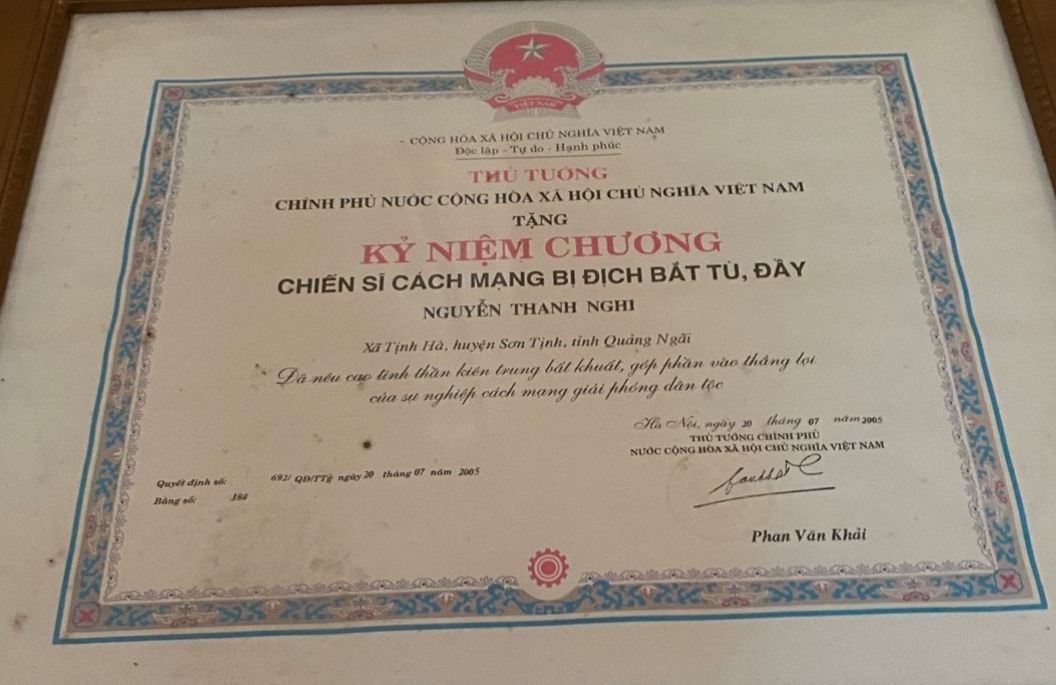 VIỆT NAM
CỘNG HÒA XÃ HỘI CHỦ NGHĨA VIỆT NAM
Độc lập - Tự do - Hạnh phúc
THỦ TƯỚNG
CHÍNH PHỦ NƯỚC CỘNG HÒA XÃ HỘI CHỦ NGHĨA VIỆT NAM
TẶNG
KỶ NIỆM CHƯƠNG
CHIẾN SĨ CÁCH MẠNG BỊ ĐỊCH BẮT TÙ, ĐẦY
NGUYỄN THANH NGHI
Xã Tịnh Hà, huyện Sơn Tịnh, tỉnh Quảng Ngãi
Đã nêu cao tinh thần kiên trung bất khuất, góp phần vào thắng lợi
của sự nghiệp cách mạng giải phóng dân tộc
Hà Nội, ngày 20 tháng 07 năm 2005
THỦ TƯỚNG CHÍNH PHỦ
NƯỚC CỘNG HÒA XÃ HỘI CHỦ NGHĨA VIỆT NAM
Quyết định số: 692/ QĐ/TTg ngày 20 tháng 07 năm 2005
Bằng số: 184
Phan Văn Khải